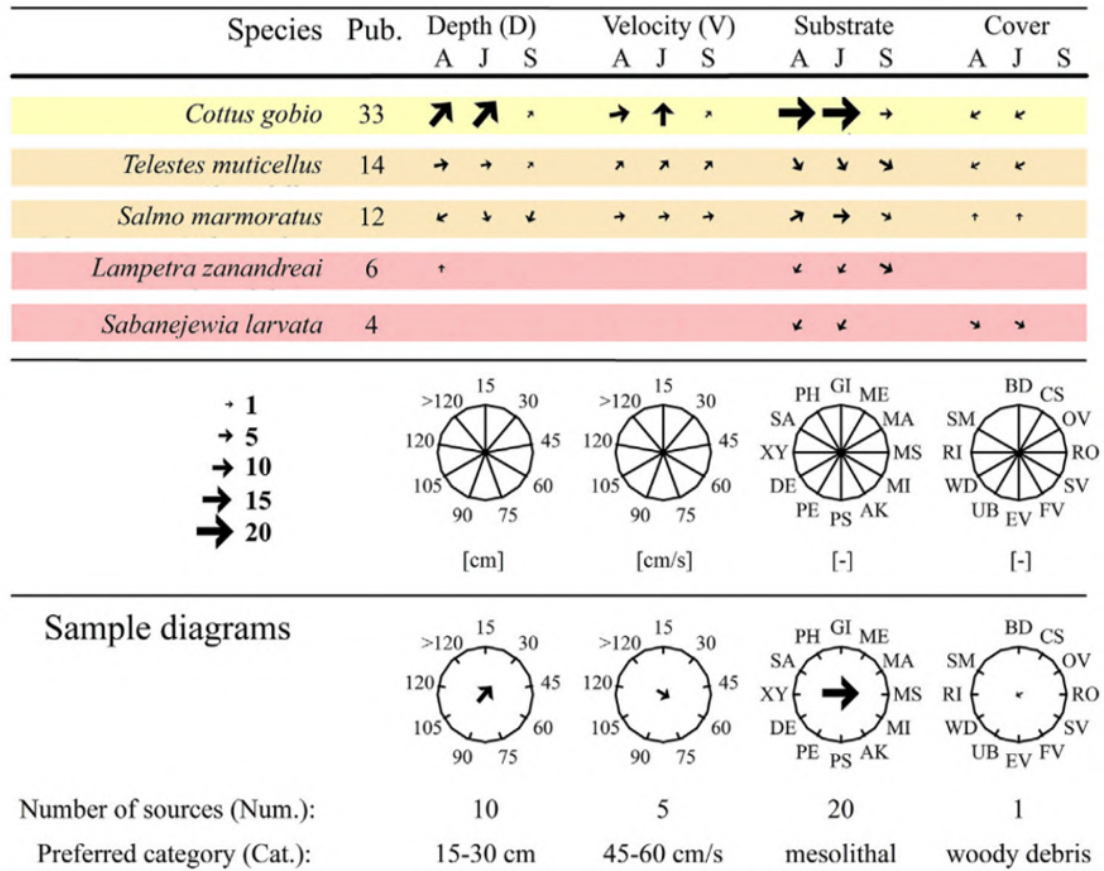 Species Pub. Depth (D) Velocity (V) Substrate Cover
A J S A J S A J S A J S
Cottus gobio 33
Telestes muticellus 14
Salmo marmoratus 12
Lampetra zanandreai 6
Sabanejewia larvata 4
1
5
10
15
20
15 30 45 60 75 90 105 120 >120
[cm]
15 30 45 60 75 90 105 120 >120
[cm/s]
GI ME MA MS MI AK PS PE DE XY SA PH
[-]
BD CS OV RO SV FV EV UB WD RI SM
[-]
Sample diagrams
15 30 45 60 75 90 105 120 >120
15 30 45 60 75 90 105 120 >120
GI ME MA MS MI AK PS PE DE XY SA PH
BD CS OV RO SV FV EV UB WD RI SM
Number of sources (Num.): 10 5 20 1
Preferred category (Cat.): 15-30 cm 45-60 cm/s mesolithal woody debris